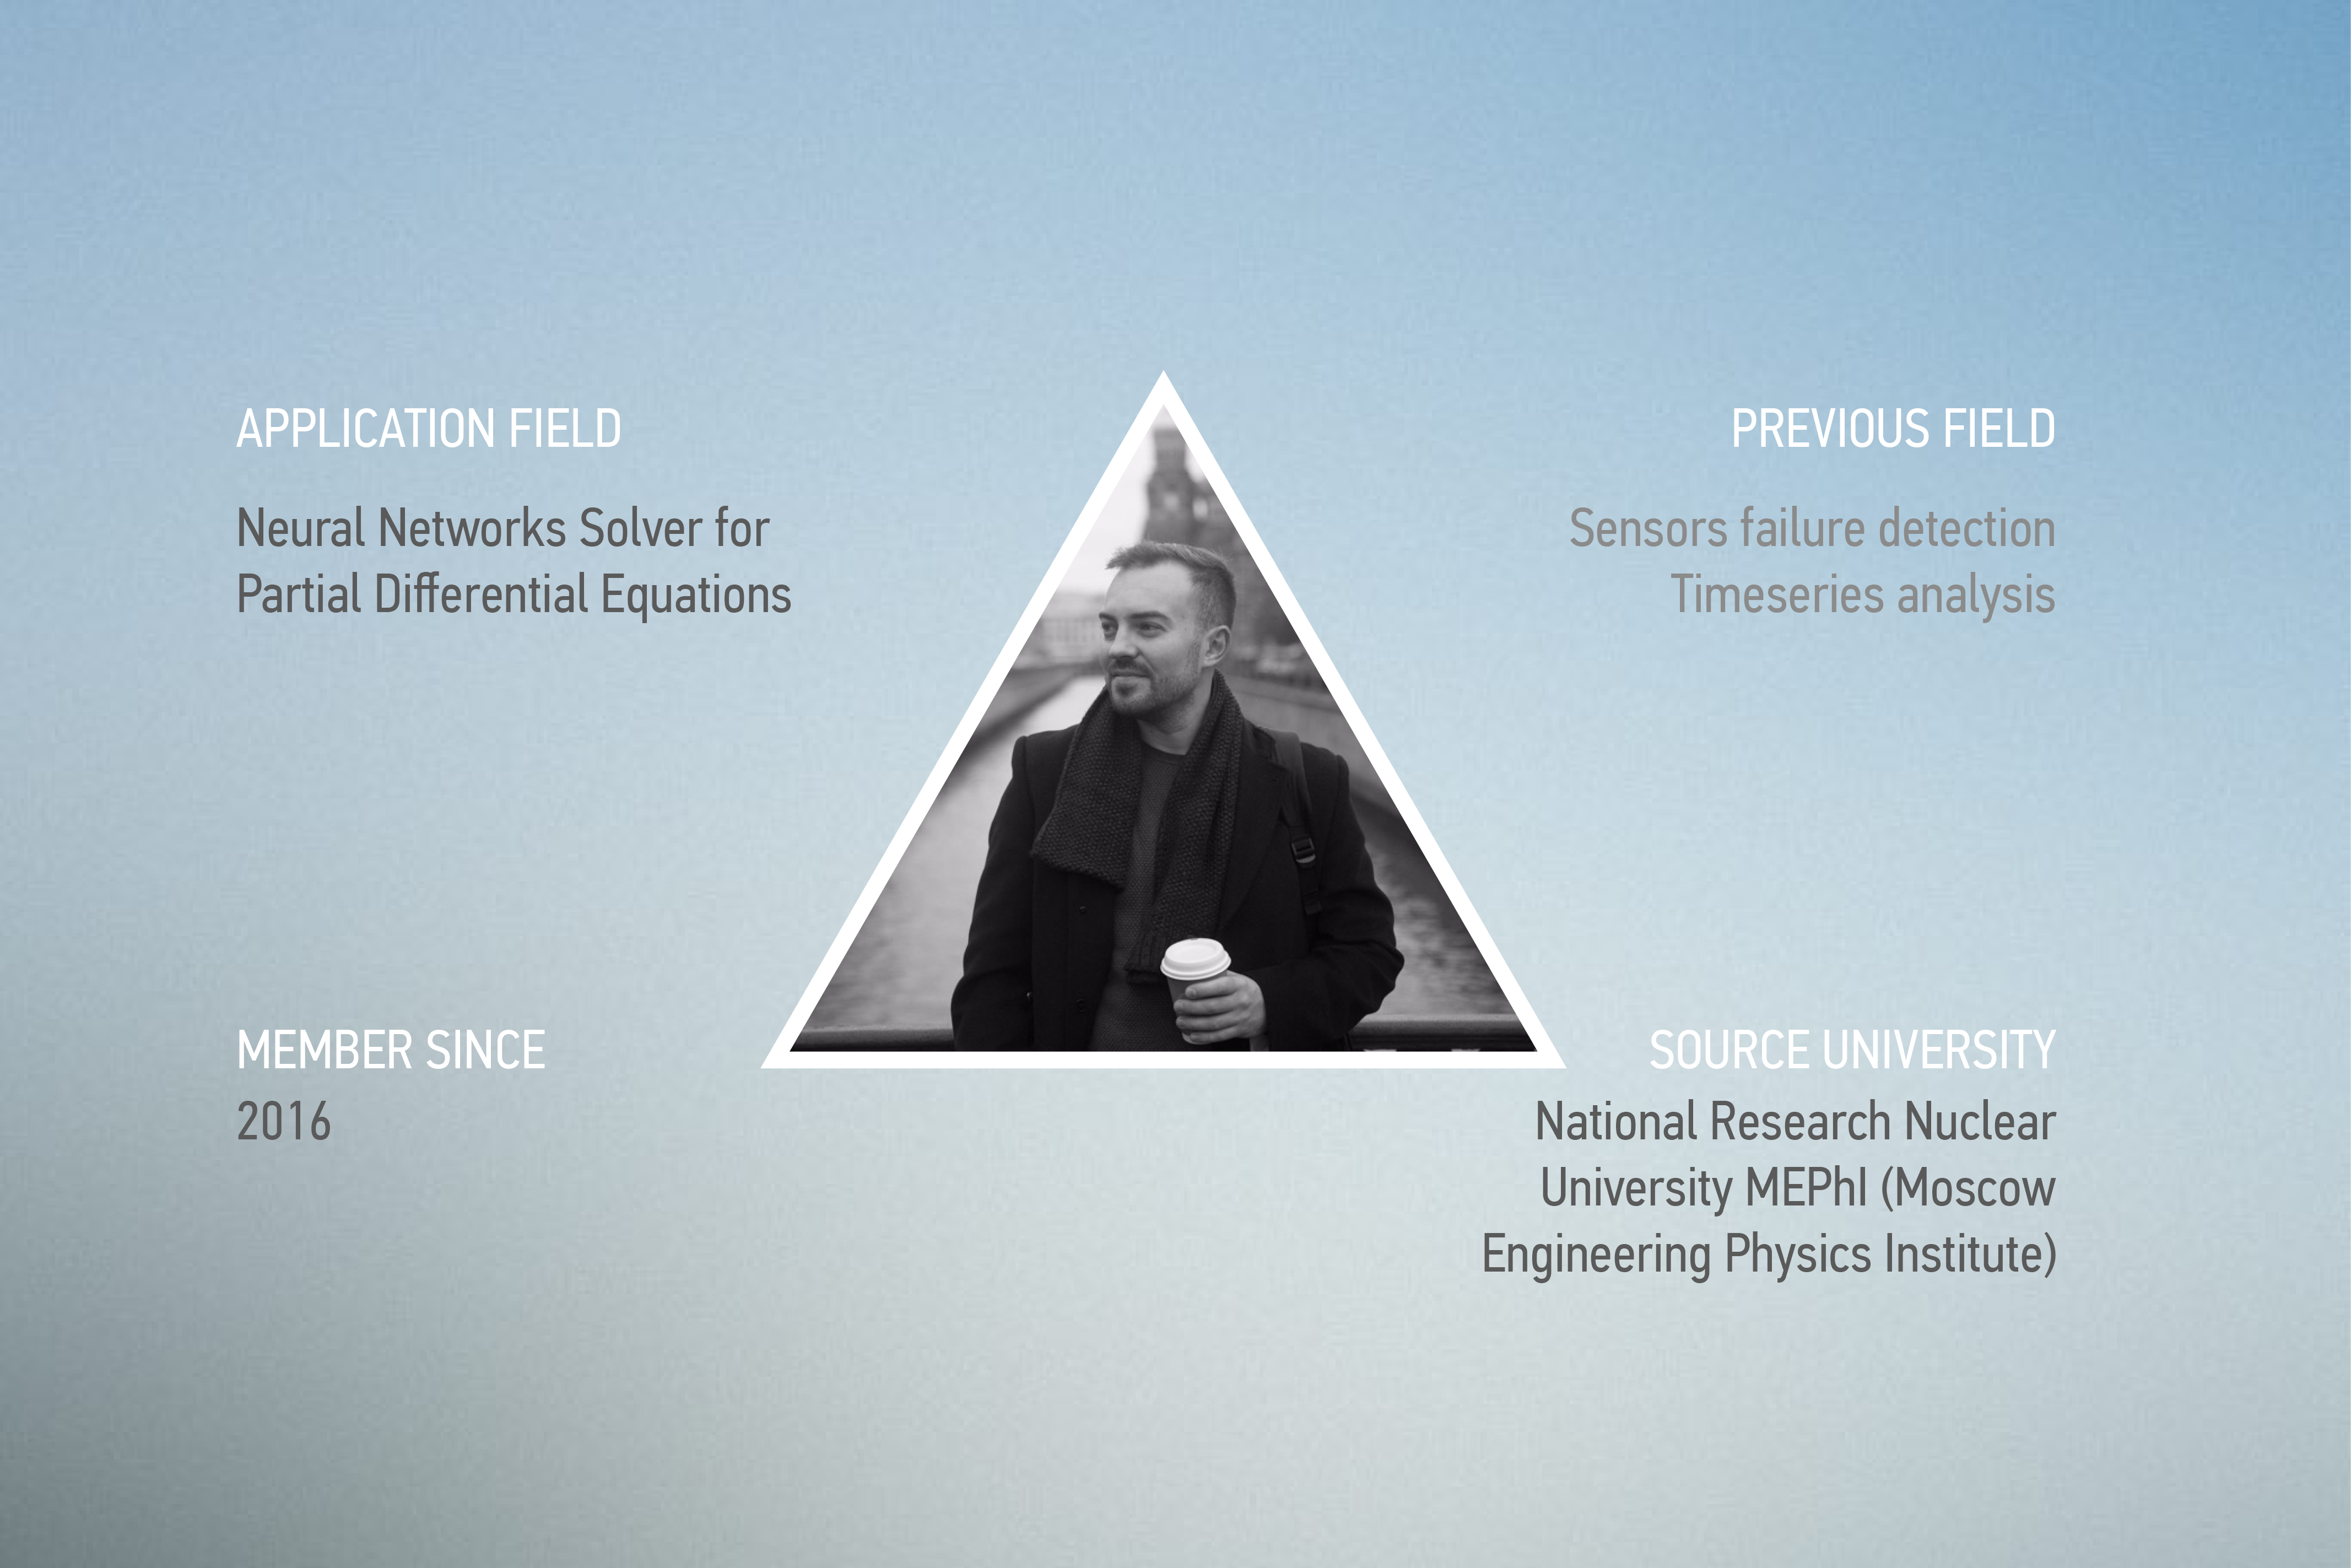 APPLICATION FIELD
Neural Networks Solver for
Partial Differential Equations
PREVIOUS FIELD
Sensors failure detection
Timeseries analysis
MEMBER SINCE
2016
SOURCE UNIVERSITY
National Research Nuclear
University MEPhI (Moscow
Engineering Physics Institute)